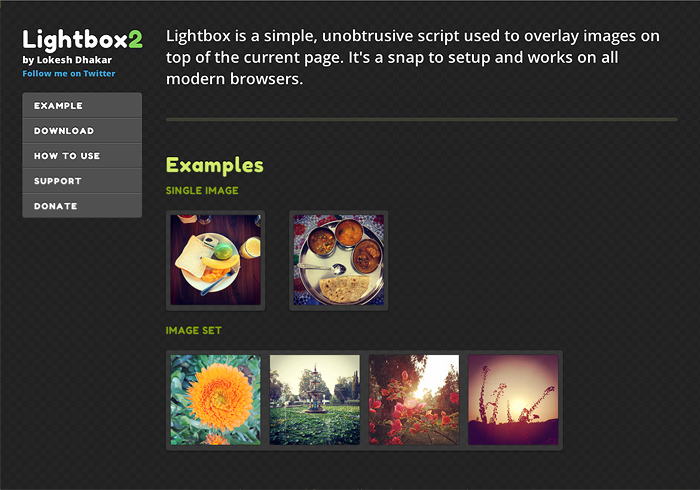 Lightbox2
by Lokesh Dhakar
Follow me on Twitter
EXAMPLE
DOWNLOAD
HOW TO USE
SUPPORT
DONATE
Lightbox is a simple, unobtrusive script used to overlay images on
top of the current page. It's a snap to setup and works on all
modern browsers.
Examples
SINGLE IMAGE
IMAGE SET